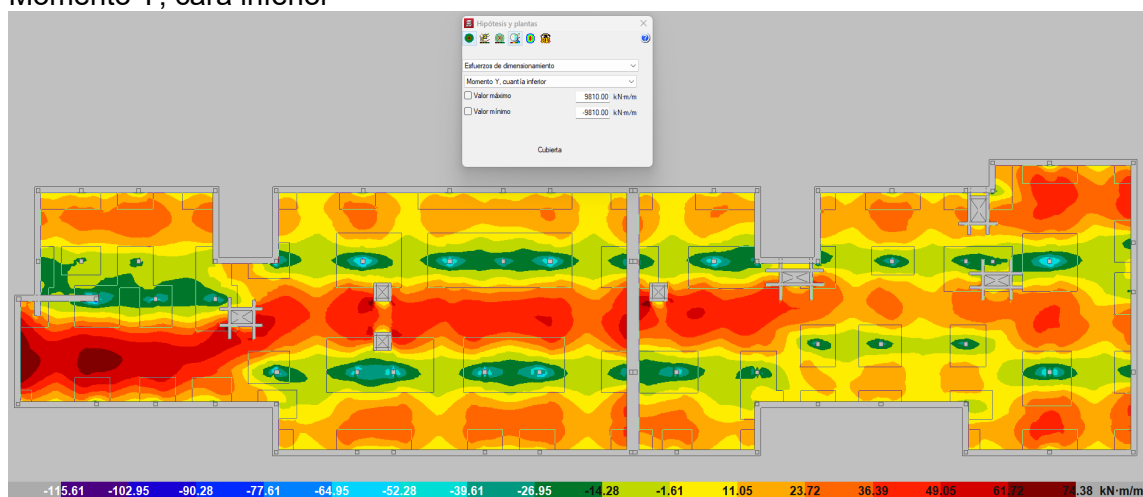 Momento Y, cara inferior
Hipótesis y plantas
Esfuerzos de dimensionamiento
Momento Y, cuantía inferior
Valor máximo 9810.00 kN·m/m
Valor mínimo -9810.00 kN·m/m
Cubierta
-115.61 -102.95 -90.28 -77.61 -64.95 -52.28 -39.61 -26.95 -14.28 -1.61 11.05 23.72 36.39 49.05 61.72 74.38 kN·m/m